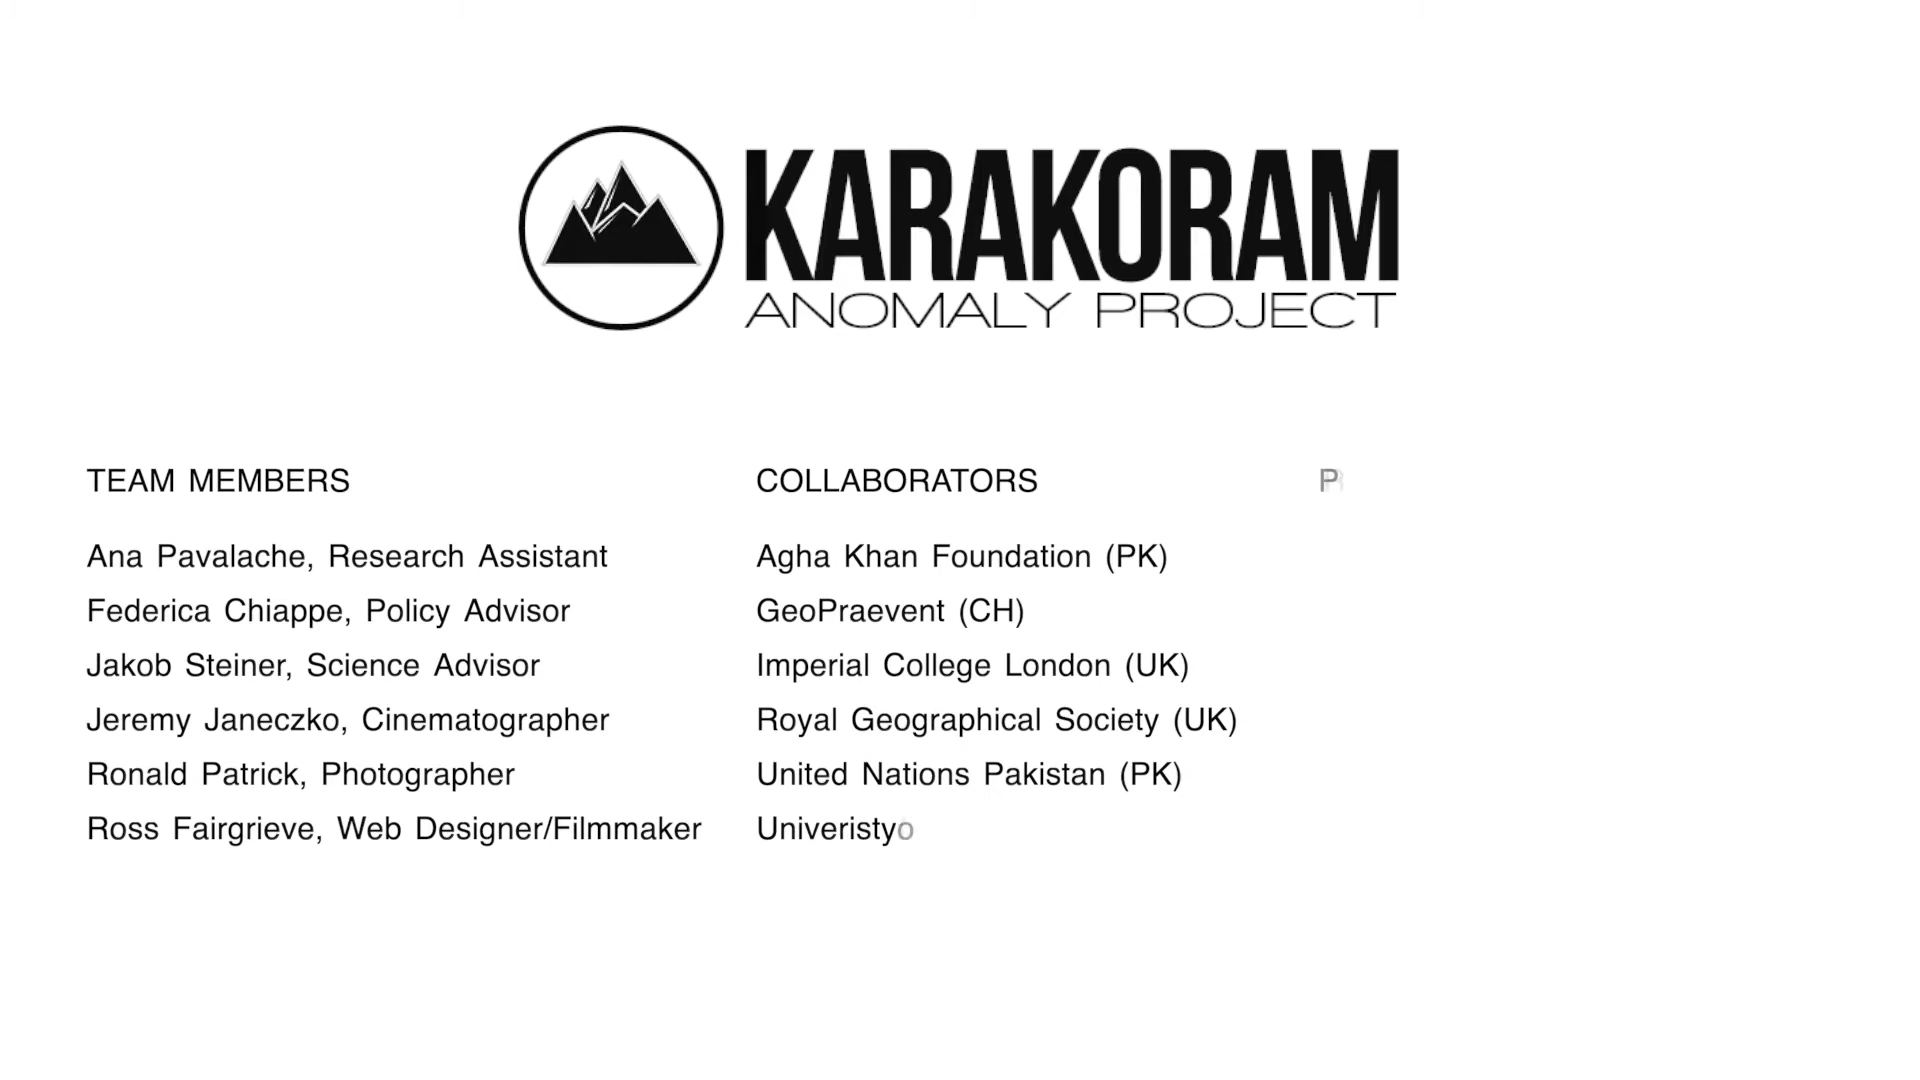 KARAKORAM
ANOMALY PROJECT
TEAM MEMBERS
Ana Pavalache, Research Assistant
Federica Chiappe, Policy Advisor
Jakob Steiner, Science Advisor
Jeremy Janeczko, Cinematographer
Ronald Patrick, Photographer
Ross Fairgrieve, Web Designer/Filmmaker
COLLABORATORS
Agha Khan Foundation (PK)
GeoPraevent (CH)
Imperial College London (UK)
Royal Geographical Society (UK)
United Nations Pakistan (PK)
Univeristyo